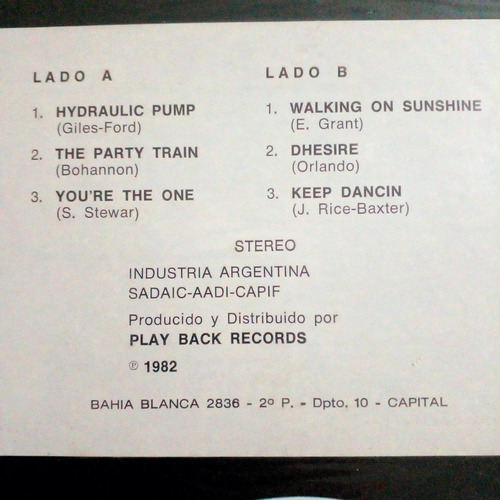 LADO A
1. HYDRAULIC PUMP
(Giles-Ford)
2. THE PARTY TRAIN
(Bohannon)
3. YOU'RE THE ONE
(S. Stewar)
LADO B
1. WALKING ON SUNSHINE
(E. Grant)
2. DHESIRE
(Orlando)
3. KEEP DANCIN
(J. Rice-Baxter)
STEREO
INDUSTRIA ARGENTINA
SADAIC-AADI-CAPIF
Producido y Distribuido por
PLAY BACK RECORDS
℗ 1982
BAHIA BLANCA 2836 - 2º P. - Dpto. 10 - CAPITAL